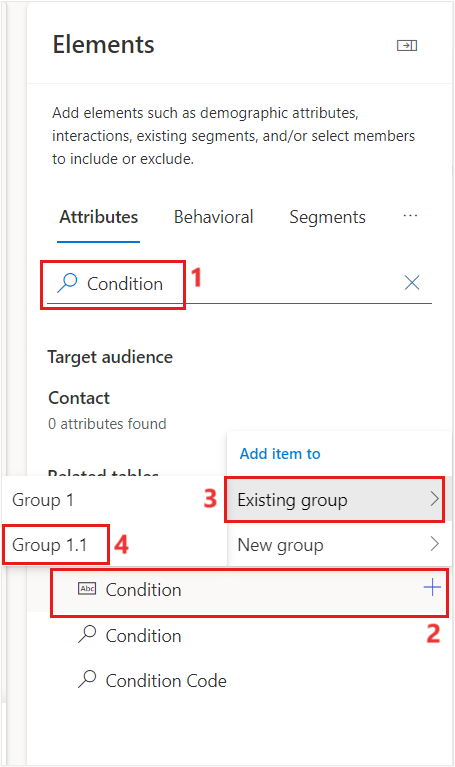 Elements
Add elements such as demographic attributes,
interactions, existing segments, and/or select members
to include or exclude.
Attributes Behavioral Segments ...
Condition 1
Target audience
Contact
0 attributes found
Related tables
Add item to
Group 1 3 Existing group
Group 1.1 4 New group
Abc Condition
2
Condition
Condition Code